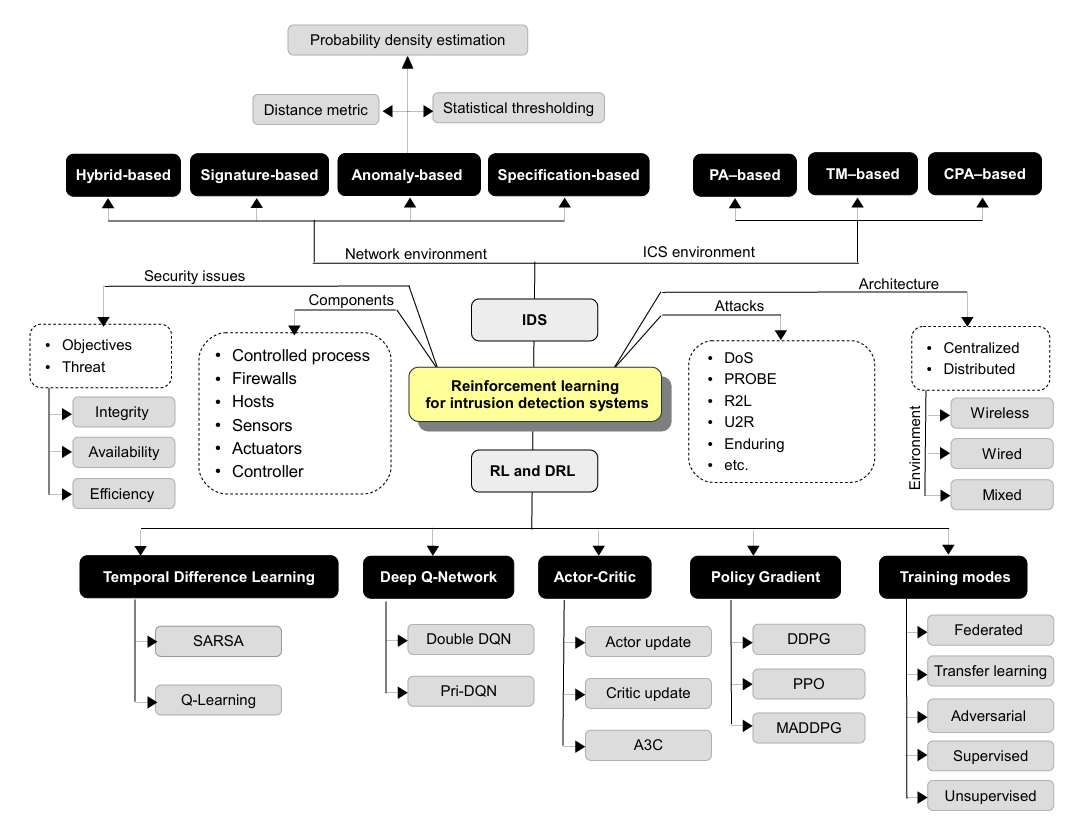 Probability density estimation
Distance metric
Statistical thresholding
Hybrid-based
Signature-based
Anomaly-based
Specification-based
PA–based
TM–based
CPA–based
Network environment
ICS environment
Security issues
Components
Attacks
Architecture
IDS
• Objectives
• Threat
Integrity
Availability
Efficiency
• Controlled process
• Firewalls
• Hosts
• Sensors
• Actuators
• Controller
Reinforcement learning
for intrusion detection systems
• DoS
• PROBE
• R2L
• U2R
• Enduring
• etc.
• Centralized
• Distributed
Environment
Wireless
Wired
Mixed
RL and DRL
Temporal Difference Learning
SARSA
Q-Learning
Deep Q-Network
Double DQN
Pri-DQN
Actor-Critic
Actor update
Critic update
A3C
Policy Gradient
DDPG
PPO
MADDPG
Training modes
Federated
Transfer learning
Adversarial
Supervised
Unsupervised